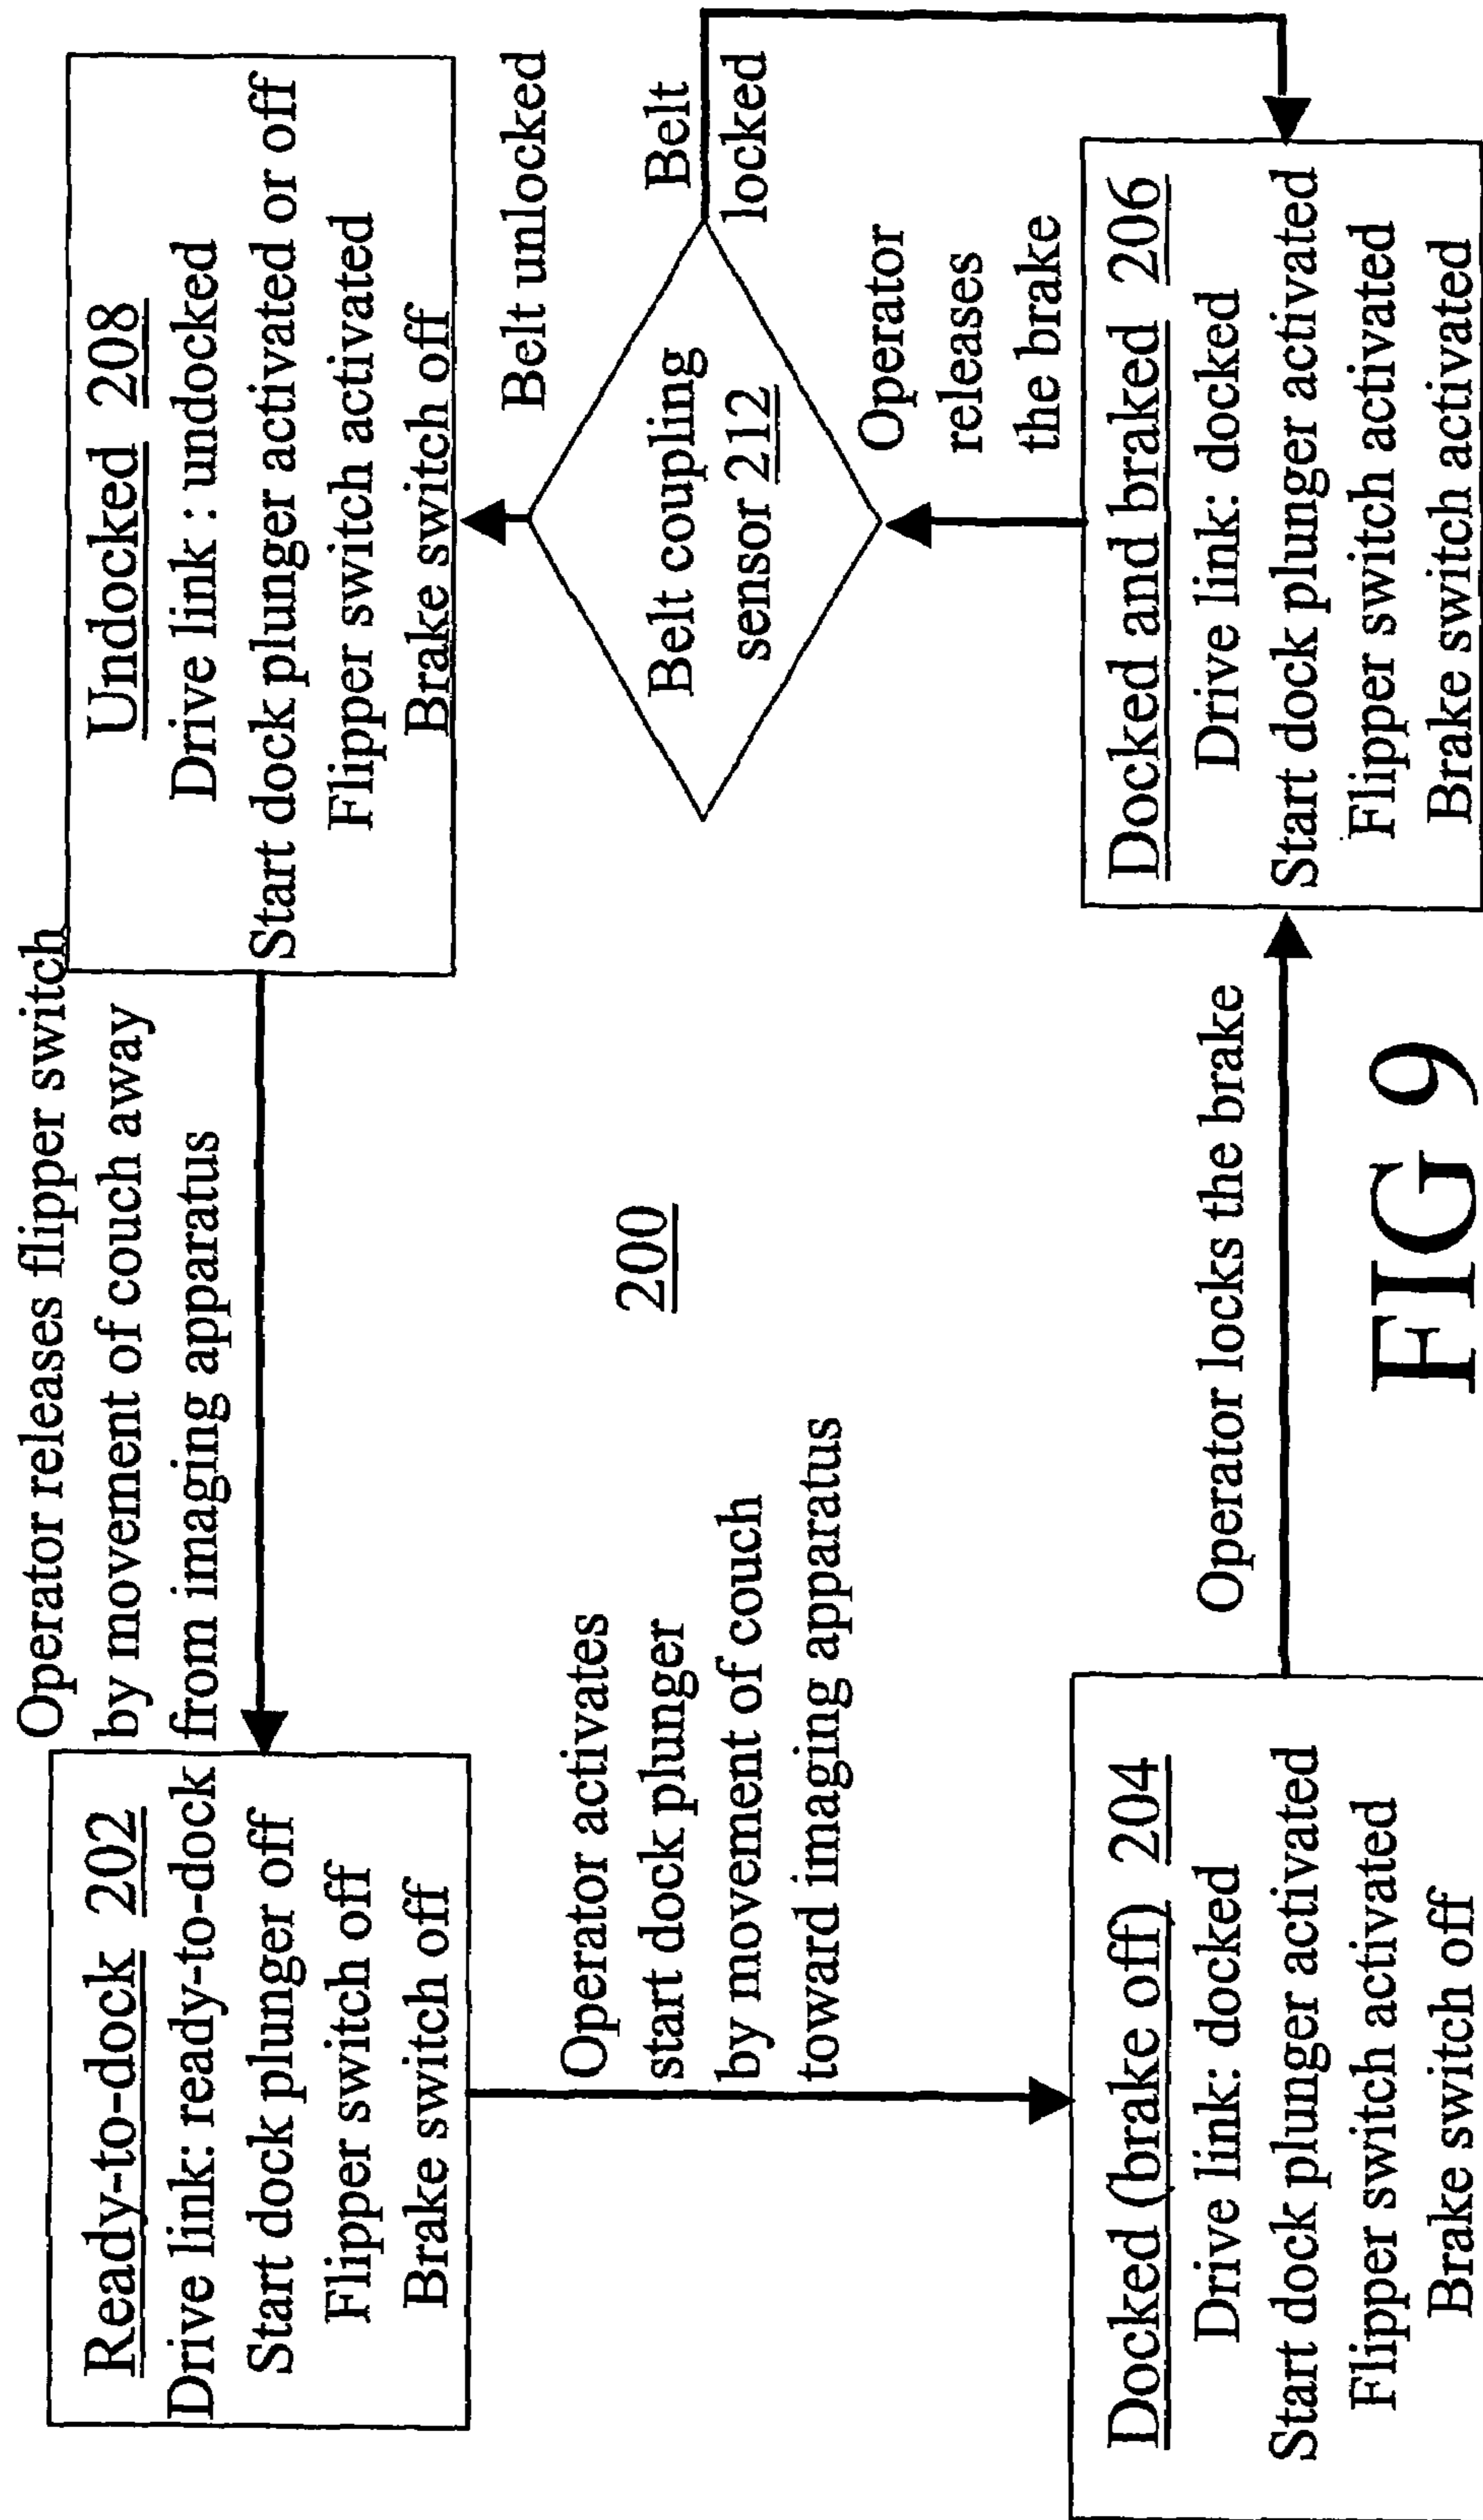 Ready-to-dock 202
Drive link: ready-to-dock
Start dock plunger off
Flipper switch off
Brake switch off
Operator releases flipper switch
by movement of couch away
from imaging apparatus
Undocked 208
Drive link : undocked
Start dock plunger activated or off
Flipper switch activated
Brake switch off
Operator activates
start dock plunger
by movement of couch
toward imaging apparatus
200
Belt unlocked
Belt coupling
sensor 212
Belt
locked
Operator
releases
the brake
Docked (brake off) 204
Drive link: docked
Start dock plunger activated
Flipper switch activated
Brake switch off
Operator locks the brake
Docked and braked 206
Drive link: docked
Start dock plunger activated
Flipper switch activated
Brake switch activated
FIG 9